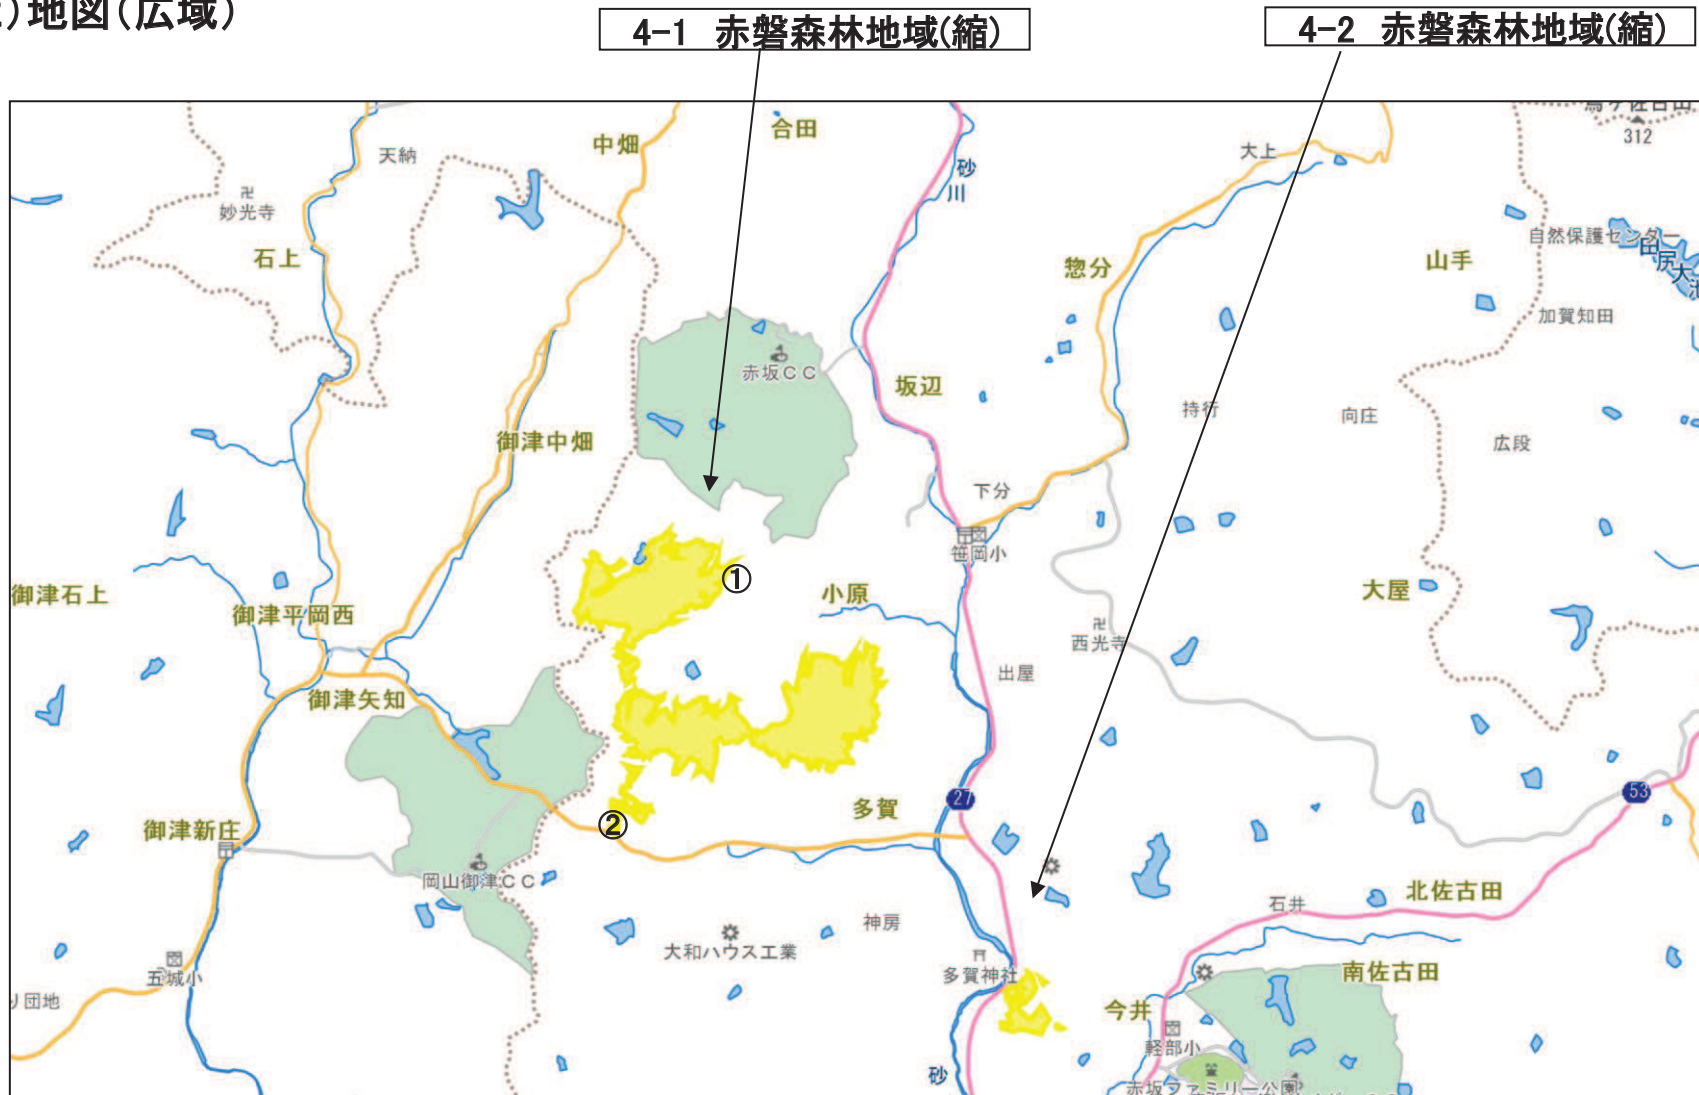 )地図(広域)
4-1 赤磐森林地域(縮)
4-2 赤磐森林地域(縮)
312
中畑
合田
天納
大上
砂川
卍
妙光寺
石上
惣分
山手
自然保護センター
田尻大池
加賀知田
赤坂CC
坂辺
持行
向庄
広段
御津中畑
下分
笹岡小
①
小原
大屋
御津石上
御津平岡西
卍
西光寺
出屋
御津矢知
27
53
多賀
②
御津新庄
岡山御津CC
北佐古田
石井
神房
大和ハウス工業
多賀神社
南佐古田
五城小
り団地
今井
軽部小
砂
赤坂ファミリー公園